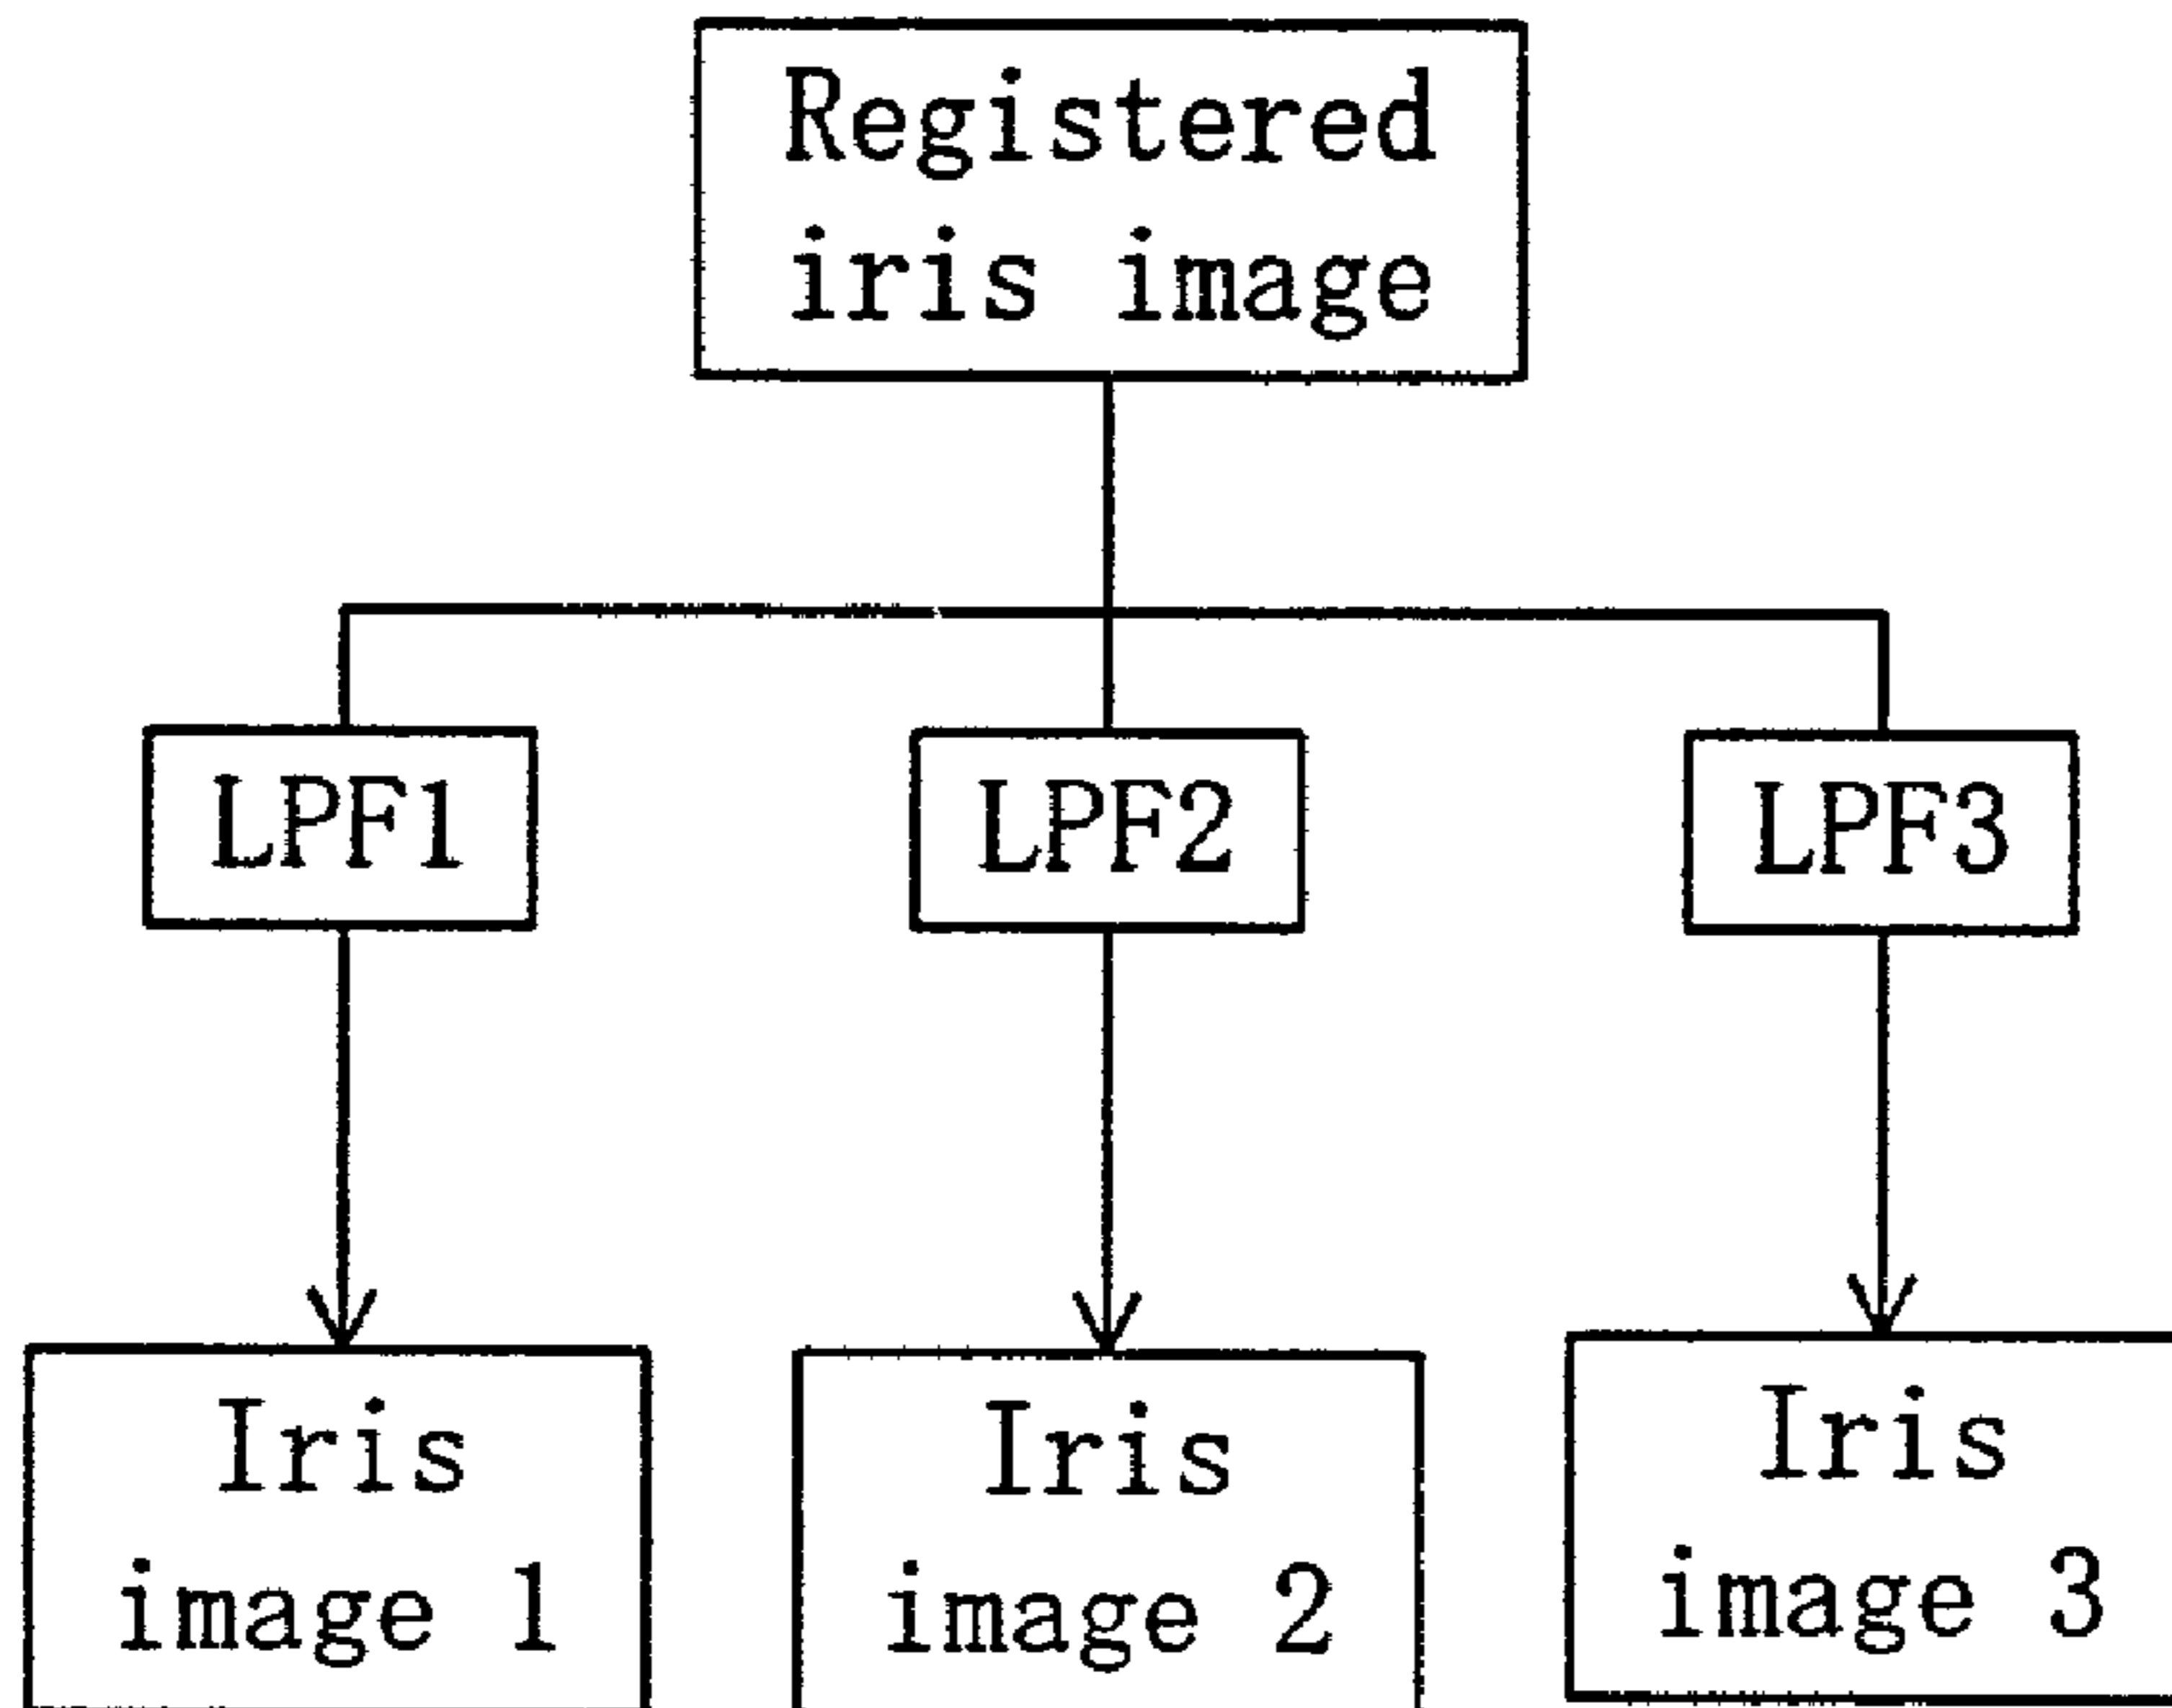 Registered
iris image
LPF1
LPF2
LPF3
Iris
image 1
Iris
image 2
Iris
image 3